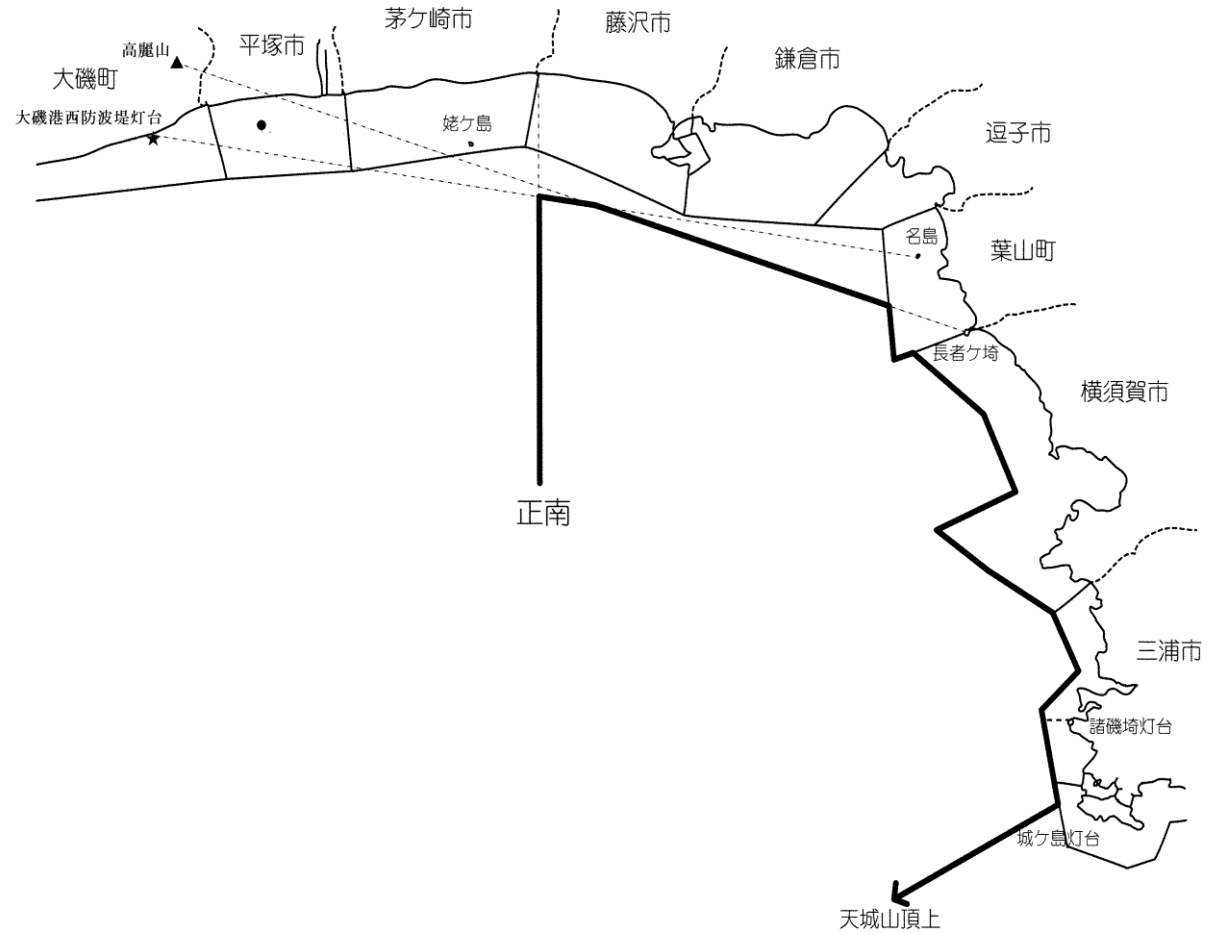 茅ケ崎市
藤沢市
高麗山
平塚市
鎌倉市
大磯町
大磯港西防波堤灯台
姥ケ島
逗子市
名島
葉山町
長者ケ埼
横須賀市
正南
三浦市
諸磯埼灯台
城ケ島灯台
天城山頂上